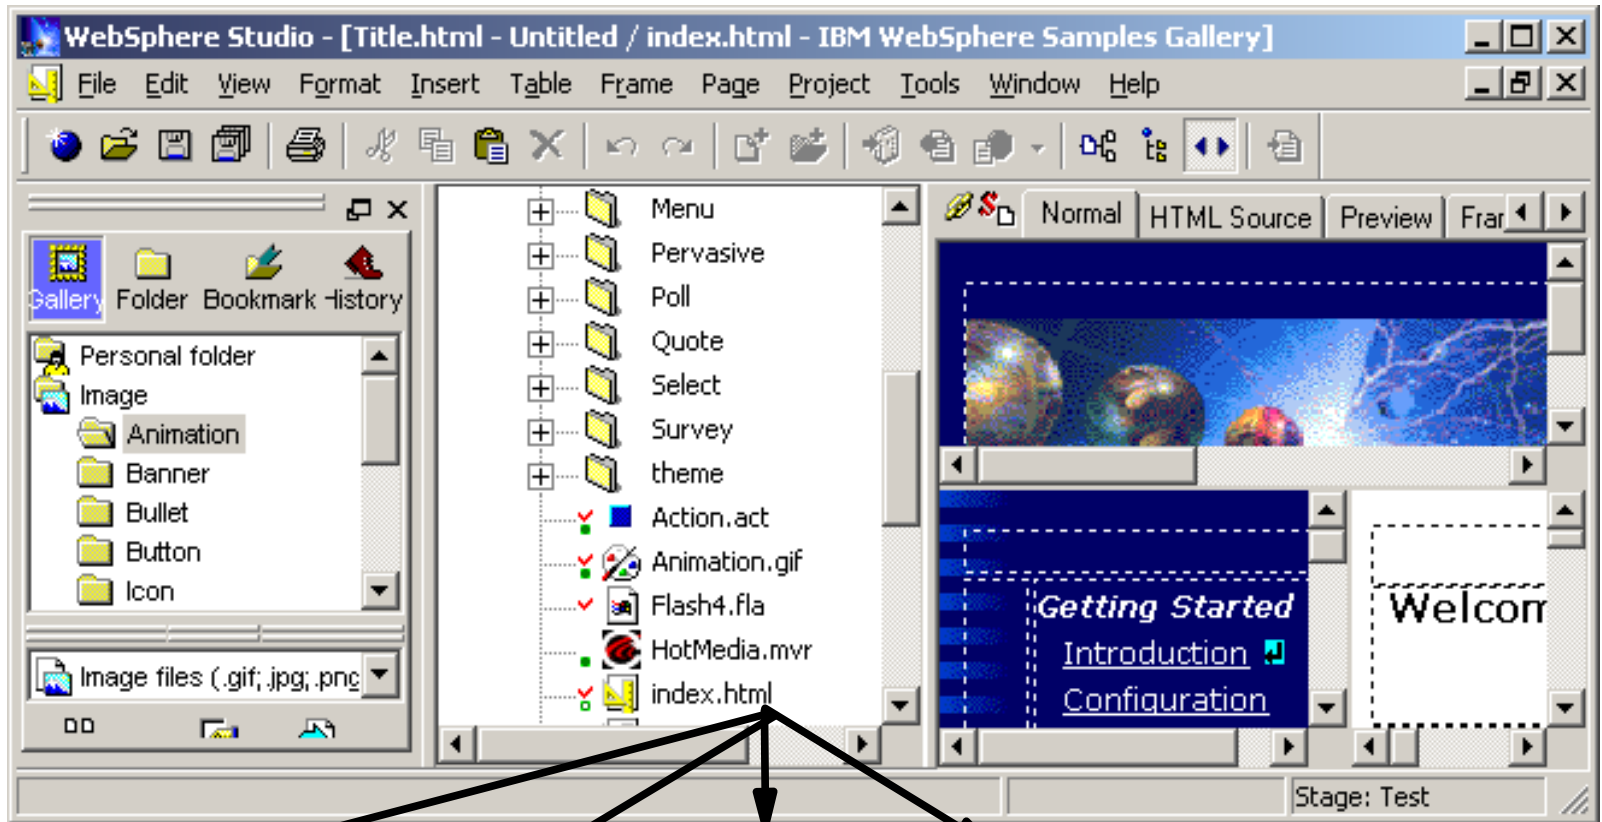 WebSphere Studio - [Title.html - Untitled / index.html - IBM WebSphere Samples Gallery]
File Edit View Format Insert Table Frame Page Project Tools Window Help
Gallery Folder Bookmark History
Personal folder
Image
Animation
Banner
Bullet
Button
Icon
Image files (.gif;.jpg;.png
Menu
Pervasive
Poll
Quote
Select
Survey
theme
Action.act
Animation.gif
Flash4.fla
HotMedia.mvr
index.html
Normal HTML Source Preview Frar
Getting Started
Introduction
Configuration
Welcom
Stage: Test